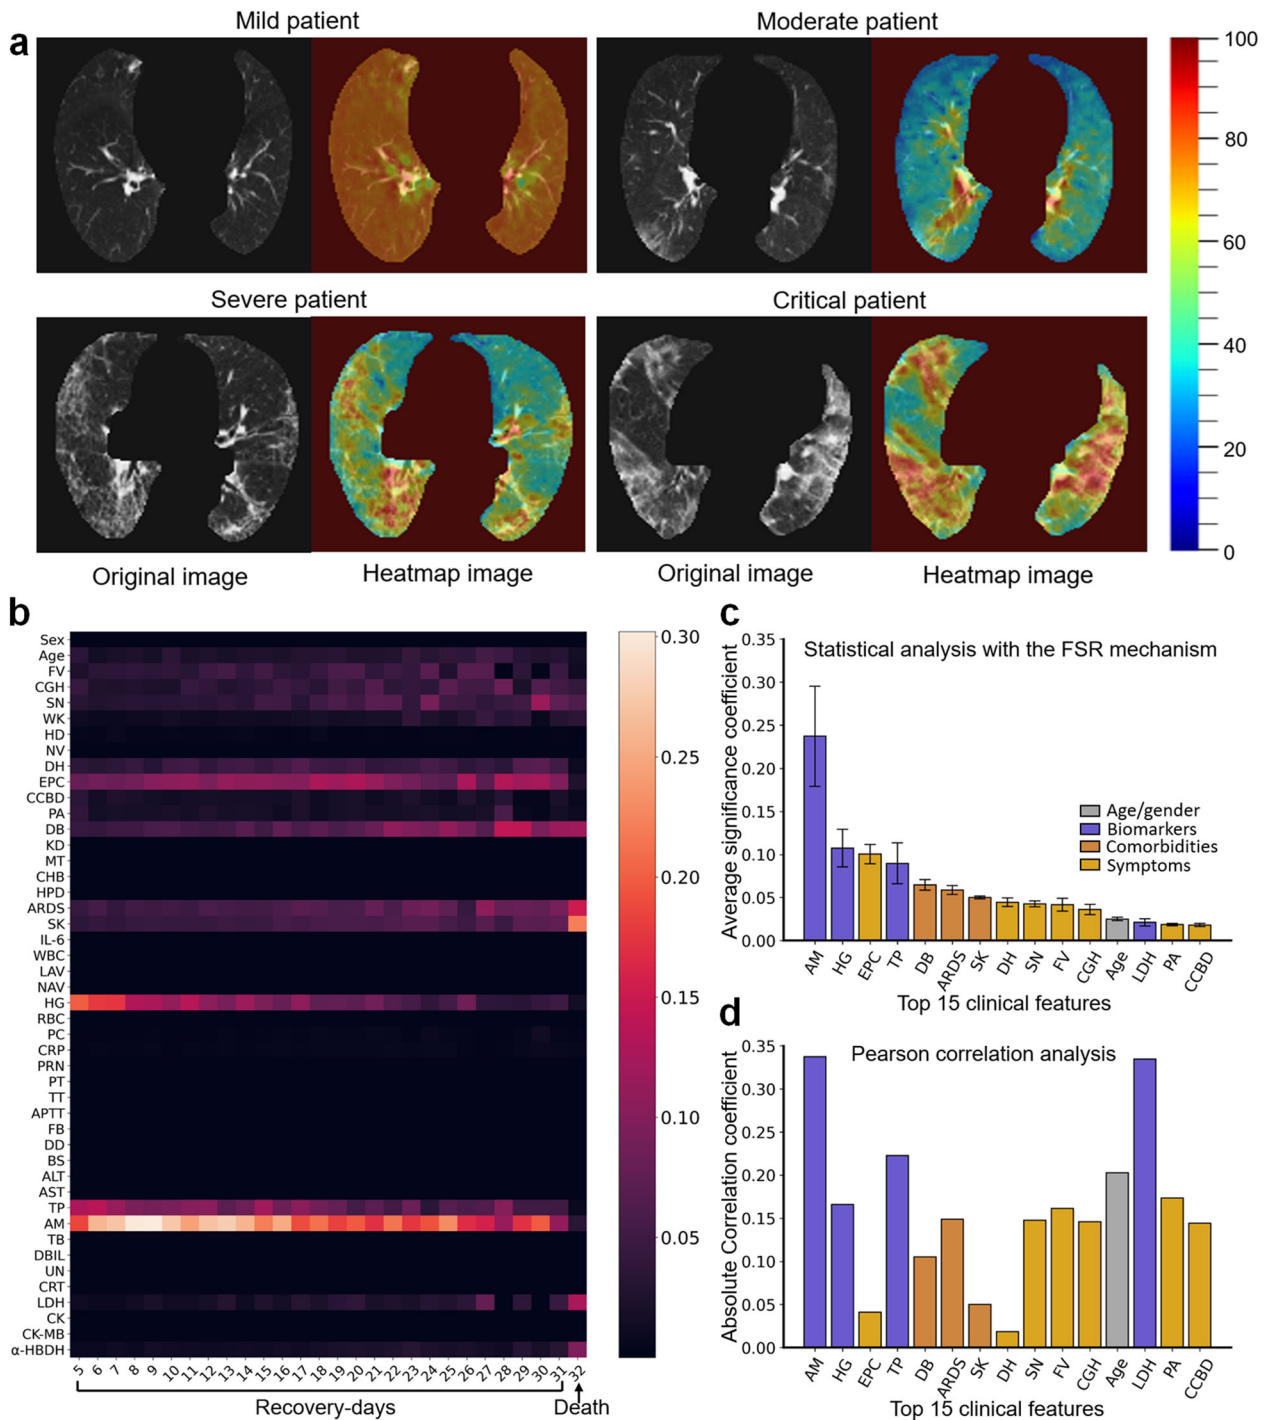 a
Mild patient
Moderate patient
Severe patient
Critical patient
100
80
60
40
20
0
Original image
Heatmap image
Original image
Heatmap image
b
Sex
Age
FV
CGH
SN
WK
HD
NV
DH
EPC
CCBD
PA
DB
KD
MT
CHB
HPD
ARDS
SK
IL-6
WBC
LAV
NAV
HG
RBC
PC
CRP
PRN
PT
TT
APTT
FB
DD
BS
ALT
AST
TP
AM
TB
DBIL
UN
CRT
LDH
CK
CK-MB
α-HBDH
5 6 7 8 9 10 11 12 13 14 15 16 17 18 19 20 21 22 23 24 25 26 27 28 29 30 31 32
Recovery-days
Death
0.30
0.25
0.20
0.15
0.10
0.05
c
Statistical analysis with the FSR mechanism
Average significance coefficient
0.35
0.30
0.25
0.20
0.15
0.10
0.05
0.00
Age/gender
Biomarkers
Comorbidities
Symptoms
AM HG EPC TP DB ARDS SK DH SN FV CGH Age LDH PA CCBD
Top 15 clinical features
d
Pearson correlation analysis
Absolute Correlation coefficient
0.35
0.30
0.25
0.20
0.15
0.10
0.05
0.00
AM HG EPC TP DB ARDS SK DH SN FV CGH Age LDH PA CCBD
Top 15 clinical features